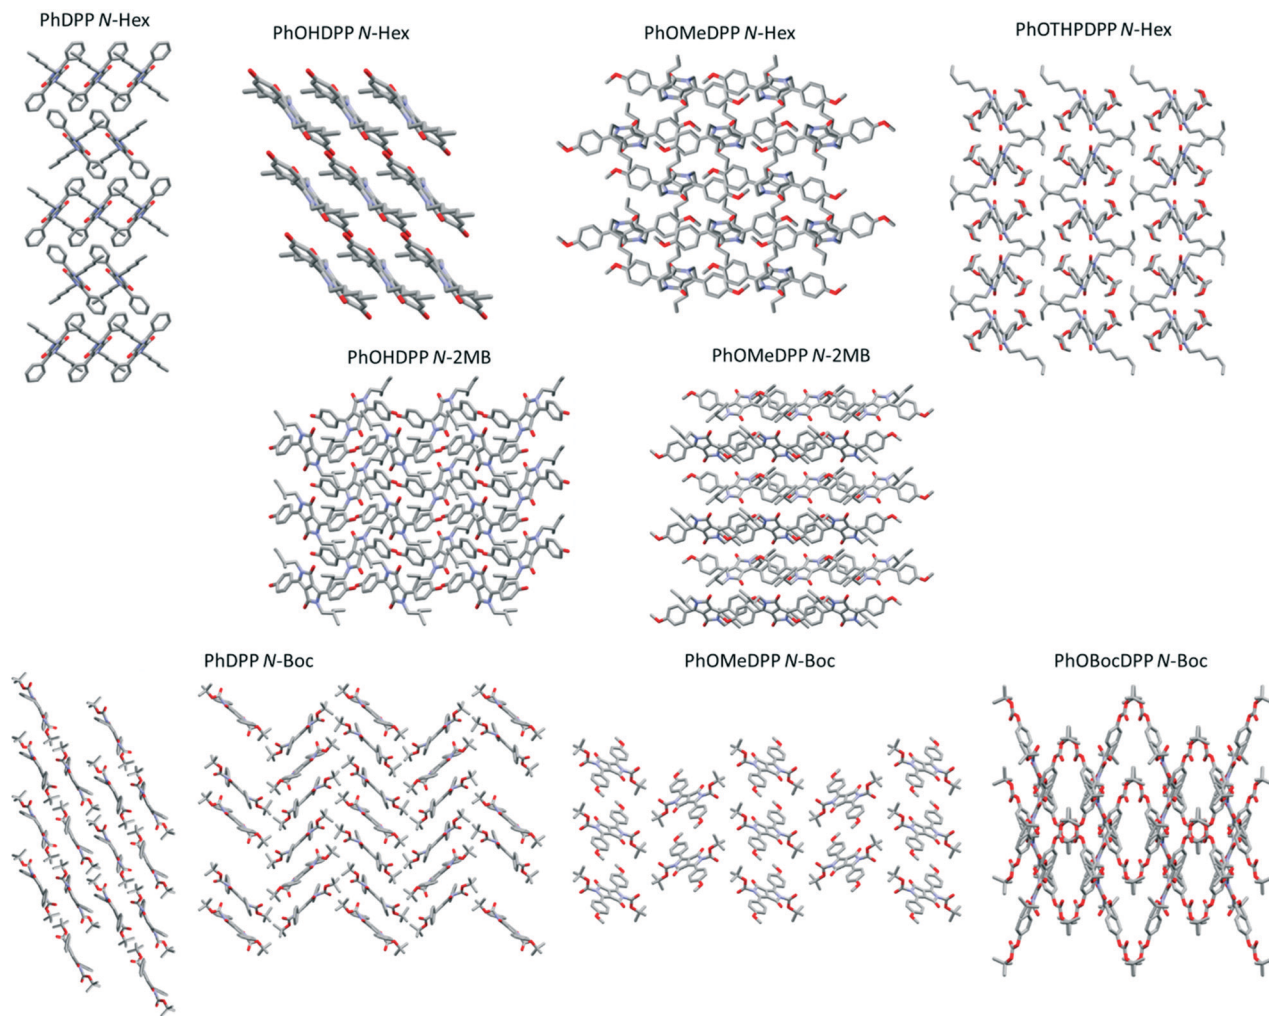 PhDPP N-Hex
PhOHDPP N-Hex
PhOMeDPP N-Hex
PhOTHPDPP N-Hex
PhOHDPP N-2MB
PhOMeDPP N-2MB
PhDPP N-Boc
PhOMeDPP N-Boc
PhOBocDPP N-Boc